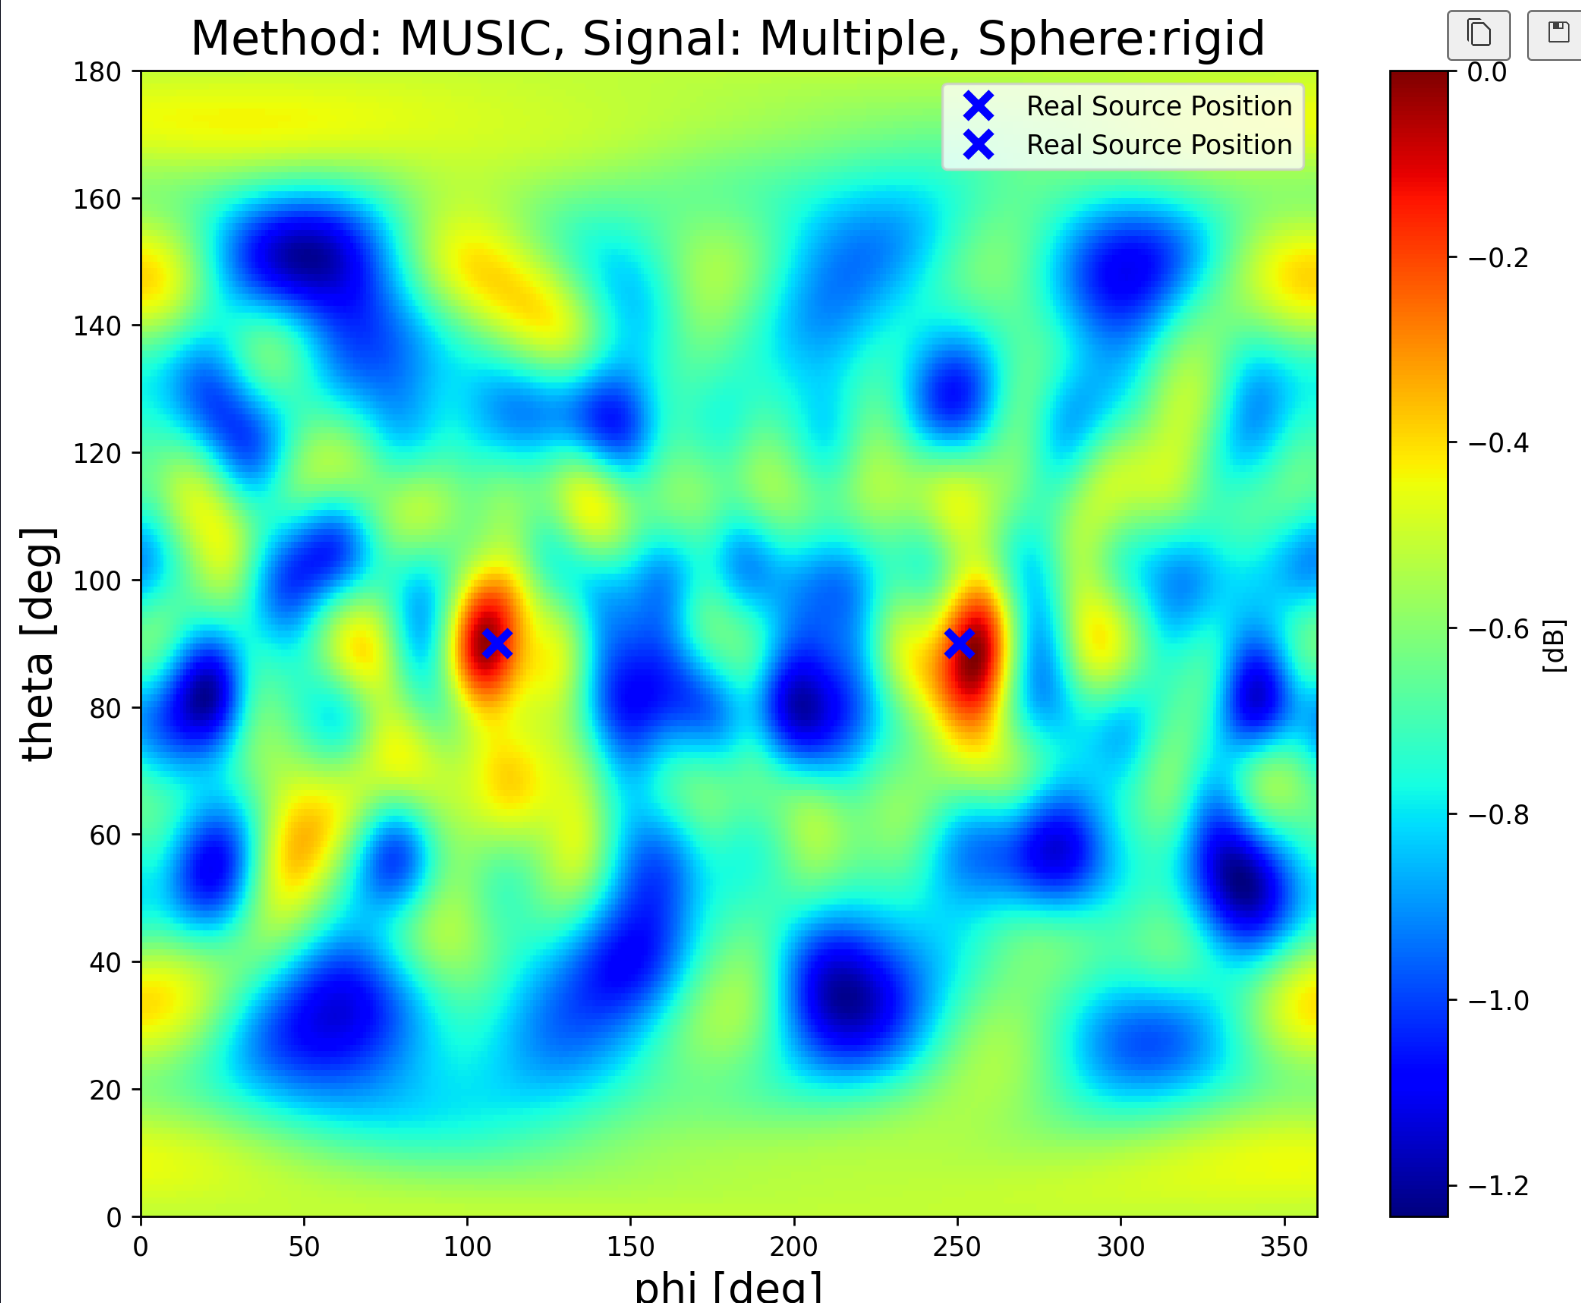 Method: MUSIC, Signal: Multiple, Sphere:rigid
Real Source Position
Real Source Position
180
160
140
120
100
80
60
40
20
0
theta [deg]
0 50 100 150 200 250 300 350
phi [deg]
0.0
−0.2
−0.4
−0.6
−0.8
−1.0
−1.2
[dB]